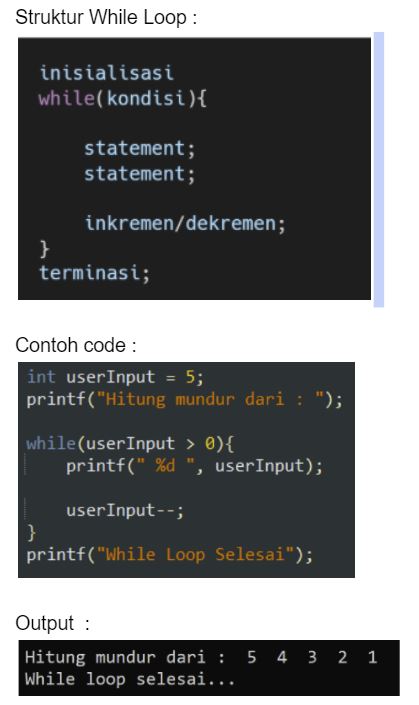 Struktur While Loop :
inisialisasi
while(kondisi){
statement;
statement;
inkremen/dekremen;
}
terminasi;
Contoh code :
int userInput = 5;
printf("Hitung mundur dari : ");
while(userInput > 0){
printf(" %d ", userInput);
userInput--;
}
printf("While Loop Selesai");
Output :
Hitung mundur dari :  5  4  3  2  1
While loop selesai...